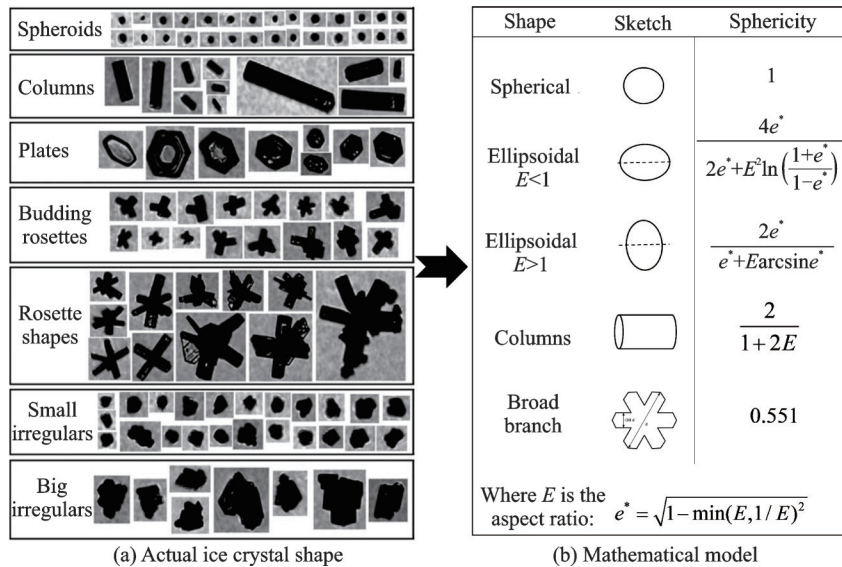 Spheroids
Columns
Plates
Budding
rosettes
Rosette
shapes
Small
irregulars
Big
irregulars
(a) Actual ice crystal shape
Shape Sketch Sphericity
Spherical 1
Ellipsoidal
E<1
4e*
2e*+E²ln(1+e*/1−e*)
Ellipsoidal
E>1
2e*
e*+Earcsine*
Columns
2
1+2E
Broad
branch
0.551
Where E is the
aspect ratio: e* = √1−min(E,1/E)²
(b) Mathematical model